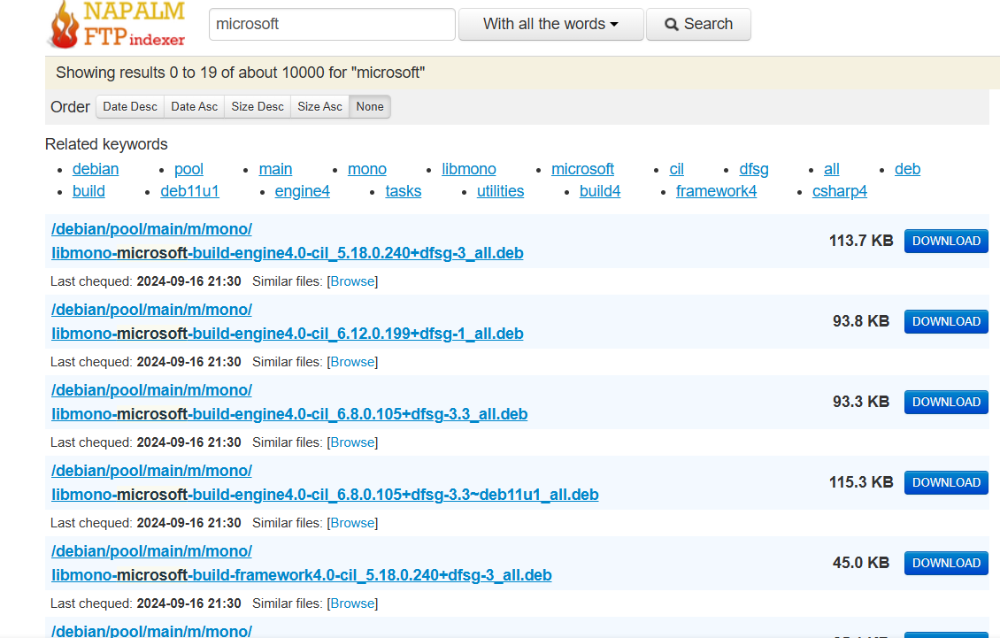 NAPALM
FTP indexer
microsoft
With all the words
Search
Showing results 0 to 19 of about 10000 for "microsoft"
Order Date Desc Date Asc Size Desc Size Asc None
Related keywords
• debian • pool • main • mono • libmono • microsoft • cil • dfsg • all • deb
• build • deb11u1 • engine4 • tasks • utilities • build4 • framework4 • csharp4
/debian/pool/main/m/mono/
libmono-microsoft-build-engine4.0-cil_5.18.0.240+dfsg-3_all.deb
113.7 KB DOWNLOAD
Last chequed: 2024-09-16 21:30 Similar files: [Browse]
/debian/pool/main/m/mono/
libmono-microsoft-build-engine4.0-cil_6.12.0.199+dfsg-1_all.deb
93.8 KB DOWNLOAD
Last chequed: 2024-09-16 21:30 Similar files: [Browse]
/debian/pool/main/m/mono/
libmono-microsoft-build-engine4.0-cil_6.8.0.105+dfsg-3.3_all.deb
93.3 KB DOWNLOAD
Last chequed: 2024-09-16 21:30 Similar files: [Browse]
/debian/pool/main/m/mono/
libmono-microsoft-build-engine4.0-cil_6.8.0.105+dfsg-3.3~deb11u1_all.deb
115.3 KB DOWNLOAD
Last chequed: 2024-09-16 21:30 Similar files: [Browse]
/debian/pool/main/m/mono/
libmono-microsoft-build-framework4.0-cil_5.18.0.240+dfsg-3_all.deb
45.0 KB DOWNLOAD
Last chequed: 2024-09-16 21:30 Similar files: [Browse]
/debian/pool/main/m/mono/